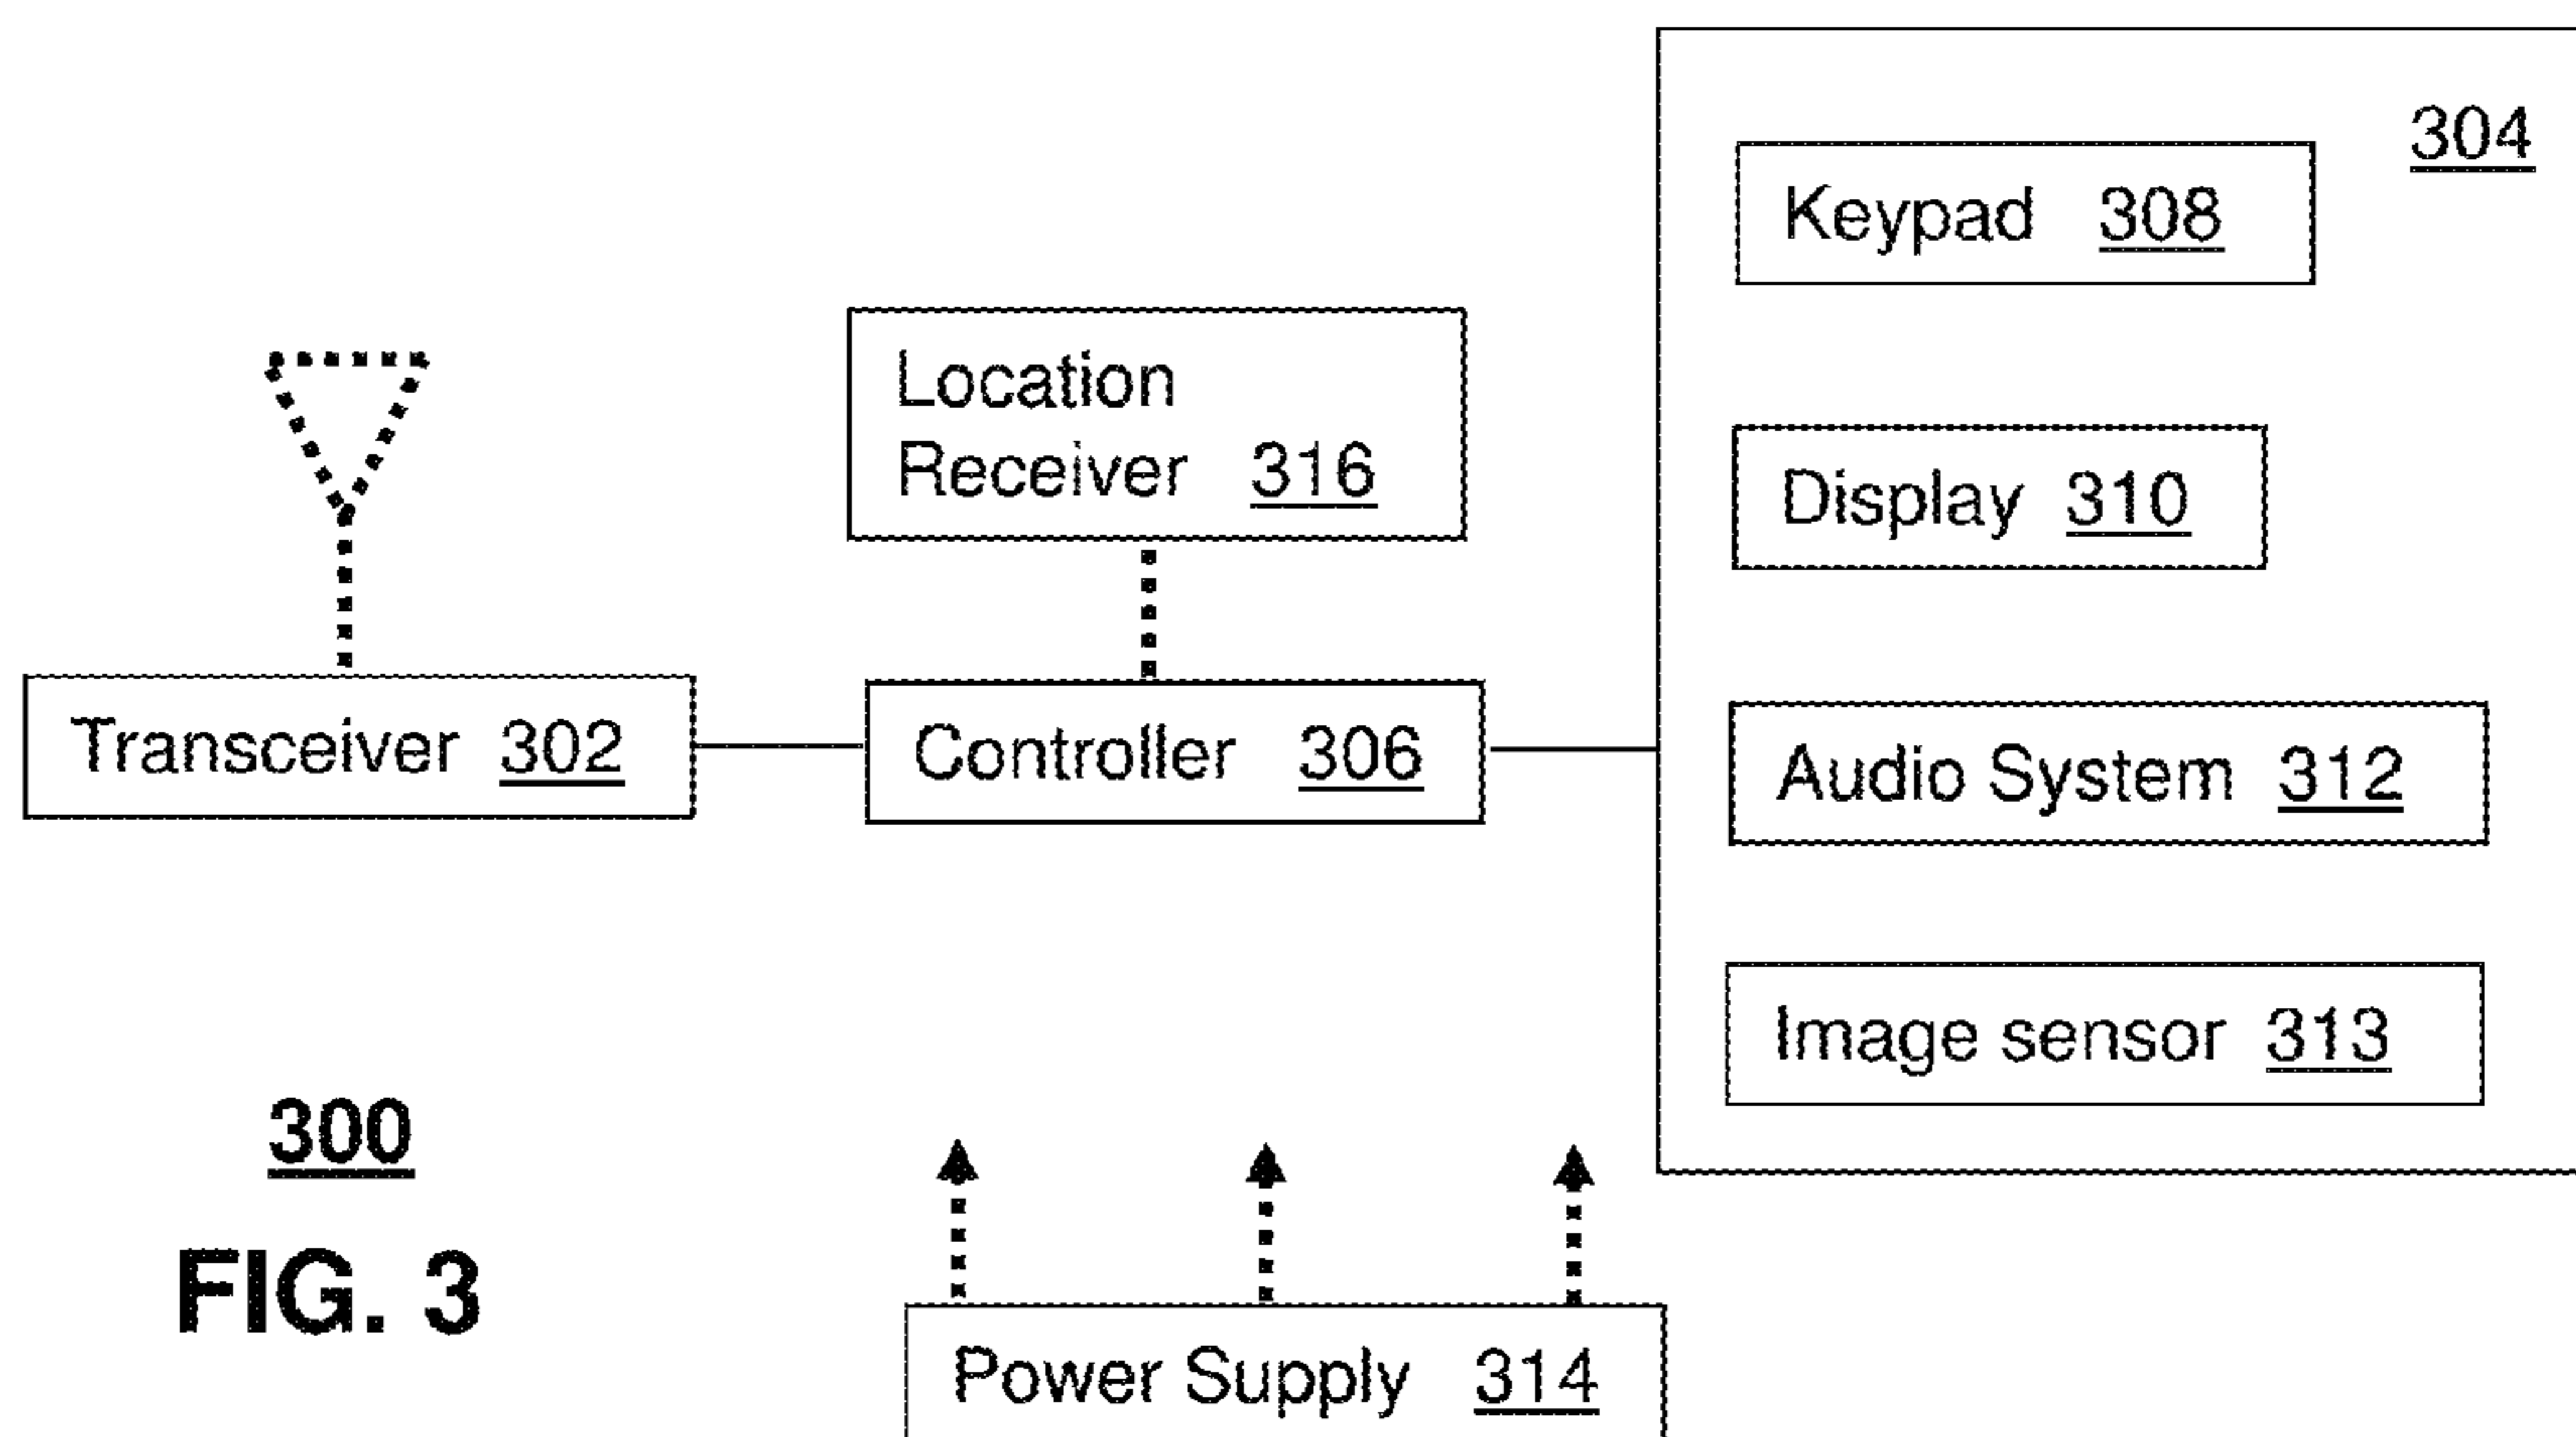 304
Keypad 308
Location
Receiver 316
Display 310
Transceiver 302
Controller 306
Audio System 312
Image sensor 313
300
FIG. 3
Power Supply 314